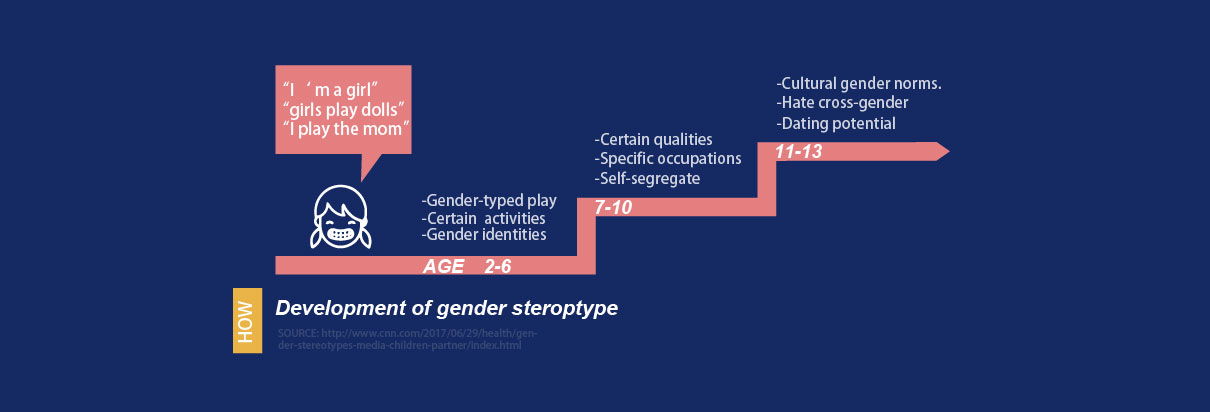 “I ‘ m a girl”
“girls play dolls”
“I play the mom”
-Gender-typed play
-Certain activities
-Gender identities
AGE 2-6
-Certain qualities
-Specific occupations
-Self-segregate
7-10
-Cultural gender norms.
-Hate cross-gender
-Dating potential
11-13
HOW
Development of gender steroptype
SOURCE: http://www.cnn.com/2017/06/29/health/gen-
der-stereotypes-media-children-partner/index.html